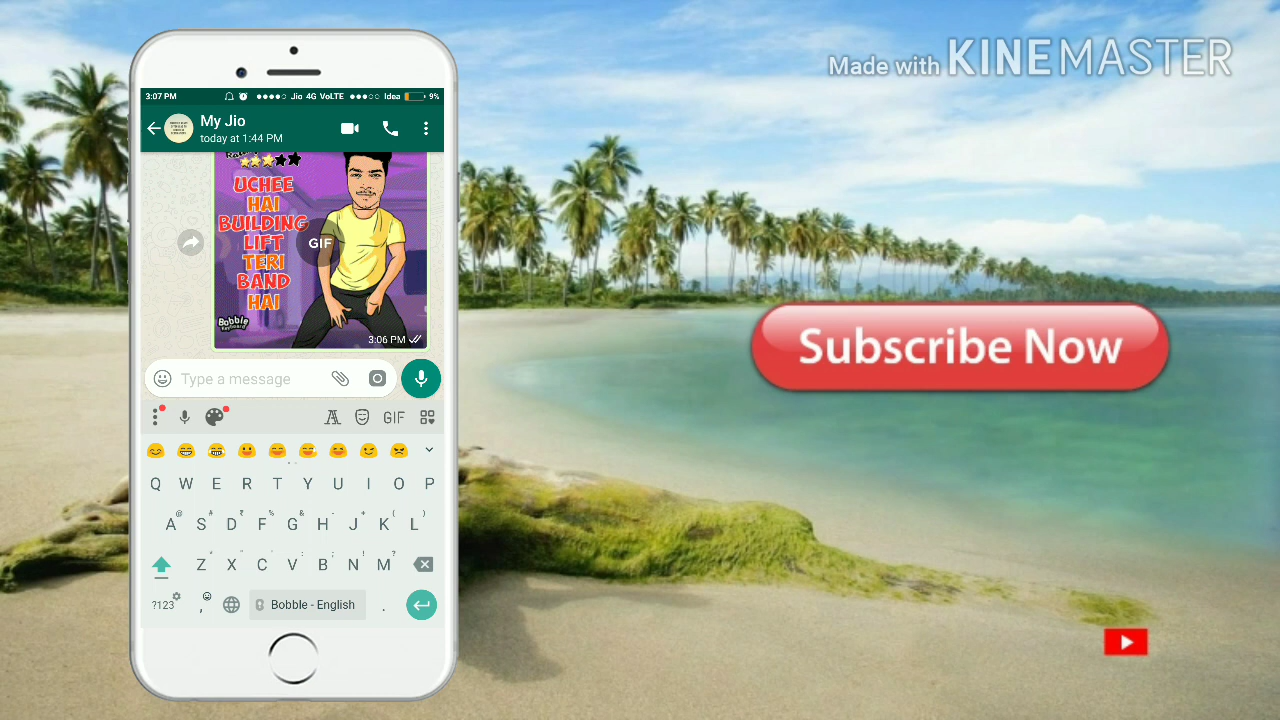 Made with KINEMASTER
3:07 PM Jio 4G VoLTE Idea 9%
My Jio
today at 1:44 PM
UCHEE
HAI
BUILDING
LIFT
TERI
BAND
HAI
GIF
Bobble
Keyboard
3:06 PM
Subscribe Now
Type a message
GIF
Q W E R T Y U I O P
@ # ₹ % & - + ( )
A S D F G H J K L
* " ' : ; ! ?
Z X C V B N M
?123 , Bobble - English .